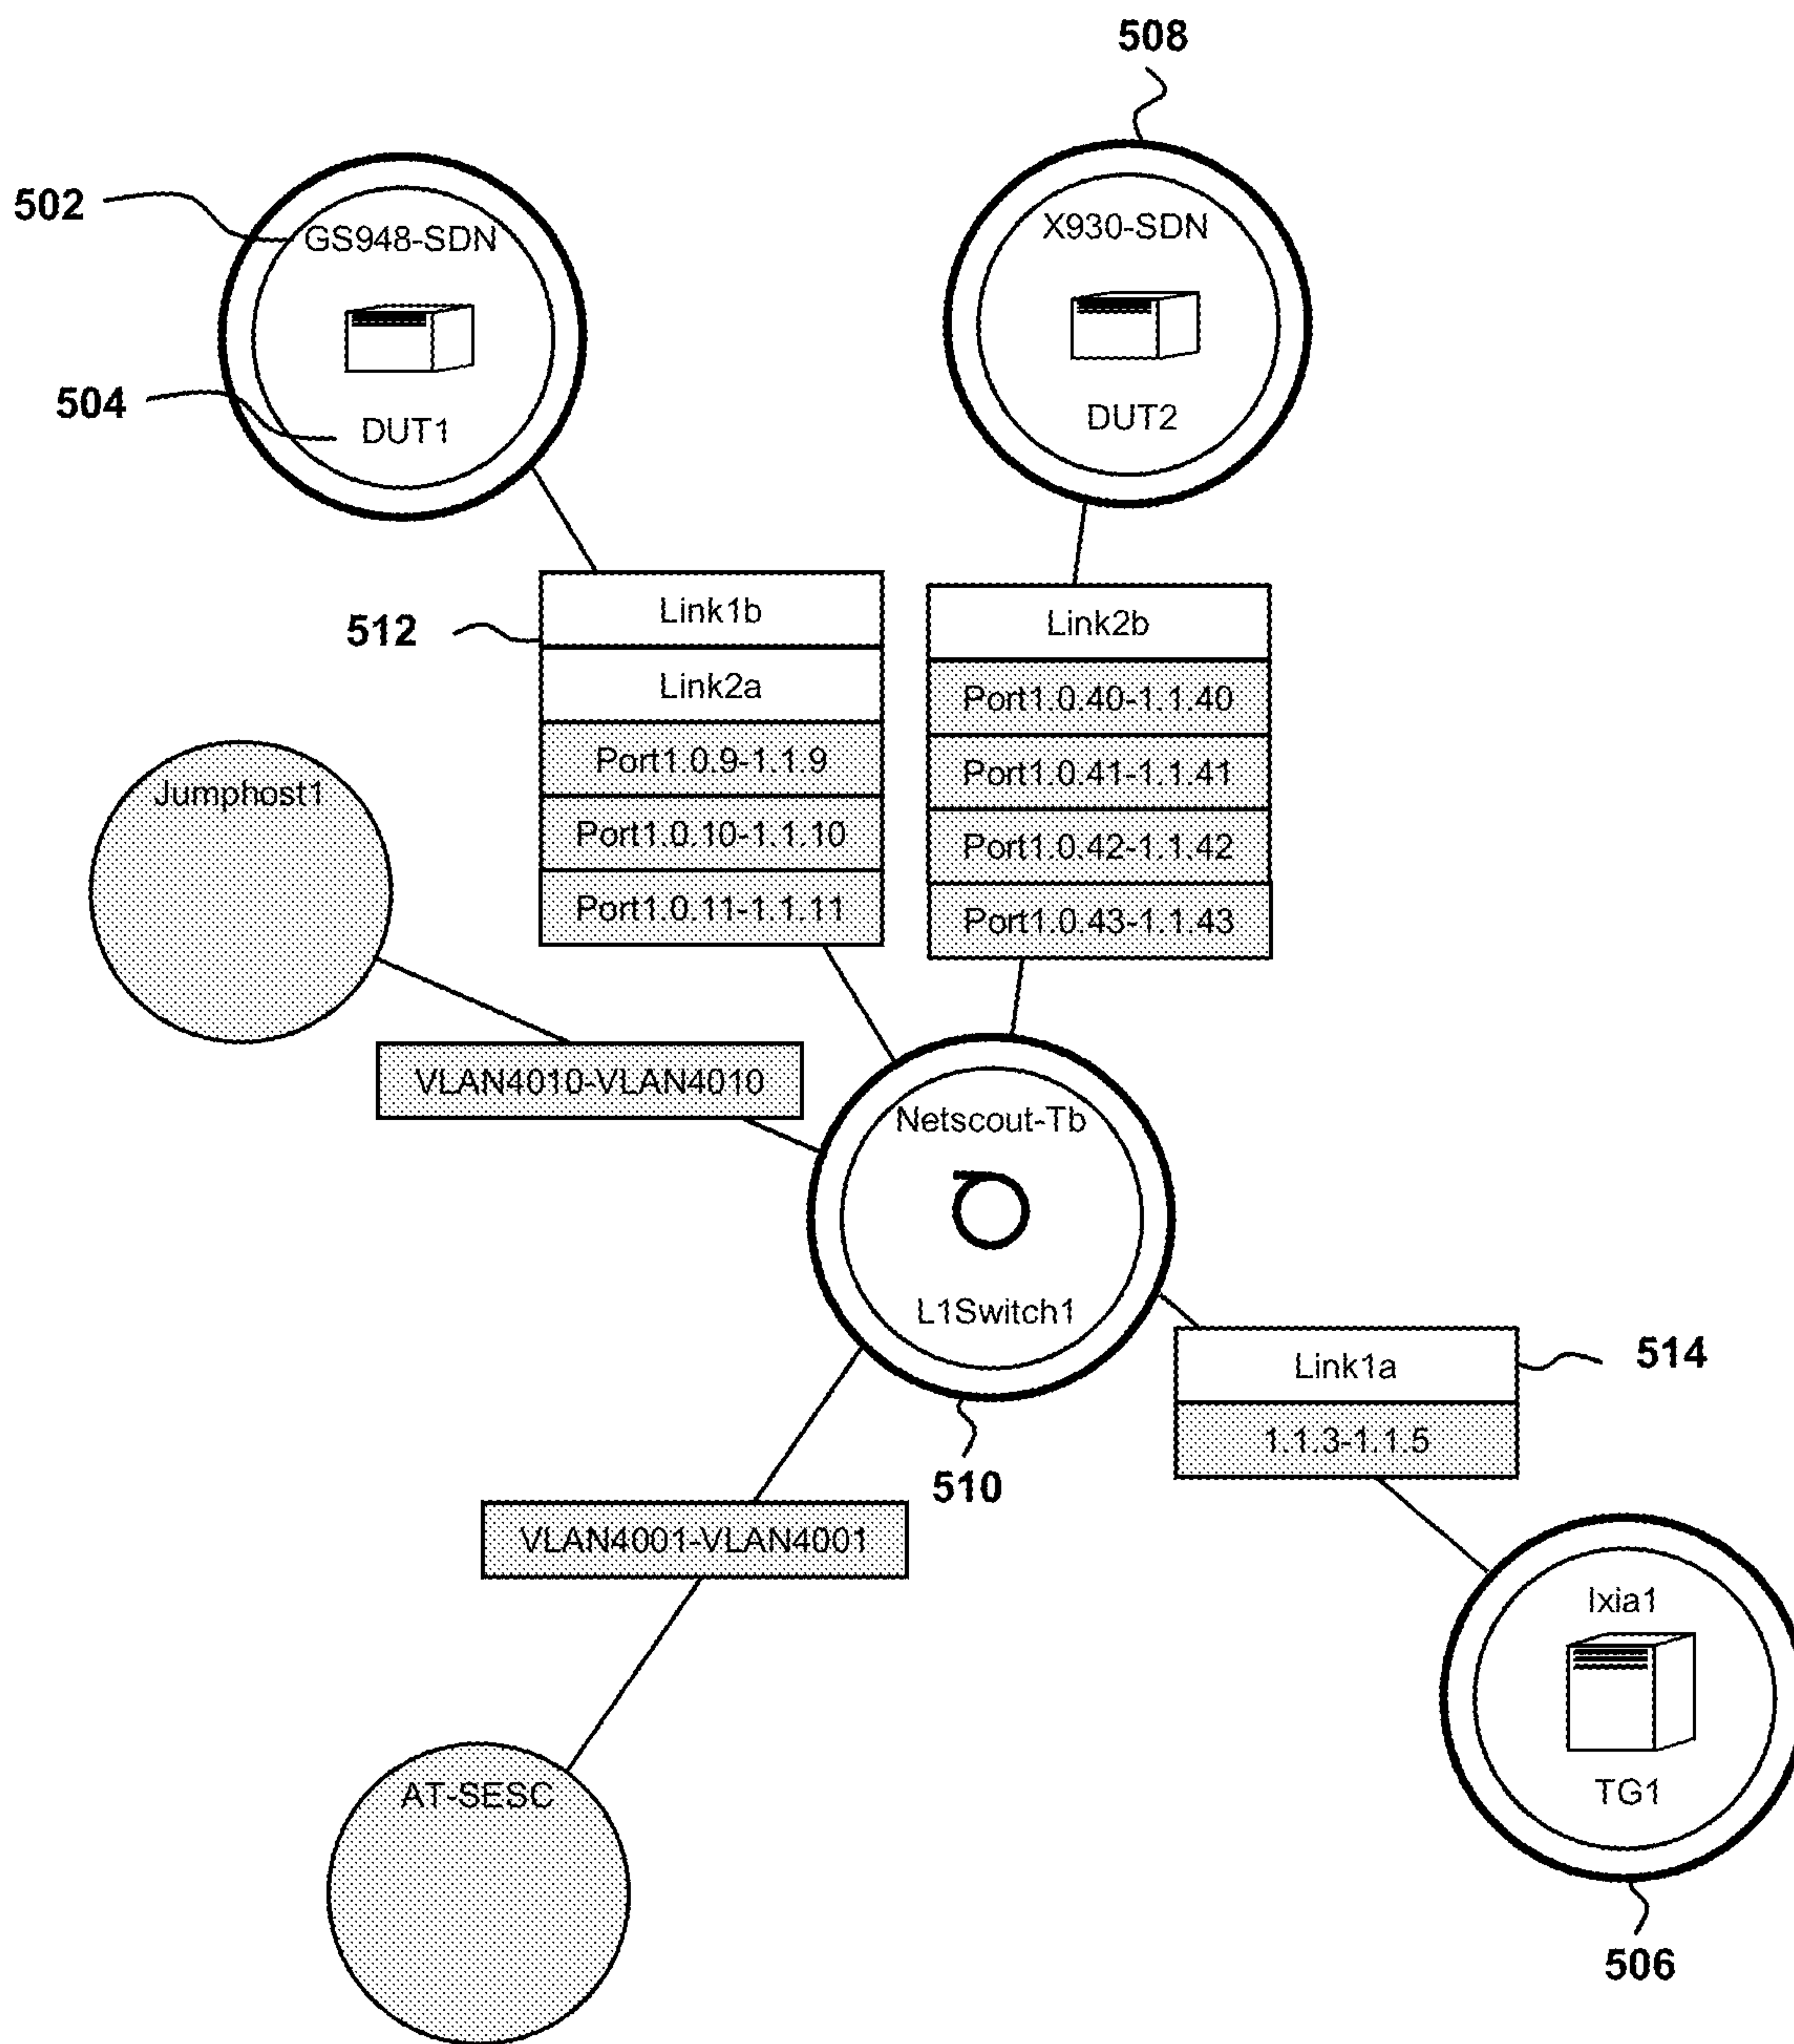 508
502
GS948-SDN
X930-SDN
504
DUT1
DUT2
512
Link1b
Link2a
Port1.0.9-1.1.9
Port1.0.10-1.1.10
Port1.0.11-1.1.11
Link2b
Port1.0.40-1.1.40
Port1.0.41-1.1.41
Port1.0.42-1.1.42
Port1.0.43-1.1.43
Jumphost1
VLAN4010-VLAN4010
Netscout-Tb
L1Switch1
510
Link1a
1.1.3-1.1.5
514
VLAN4001-VLAN4001
Ixia1
TG1
506
AT-SESC